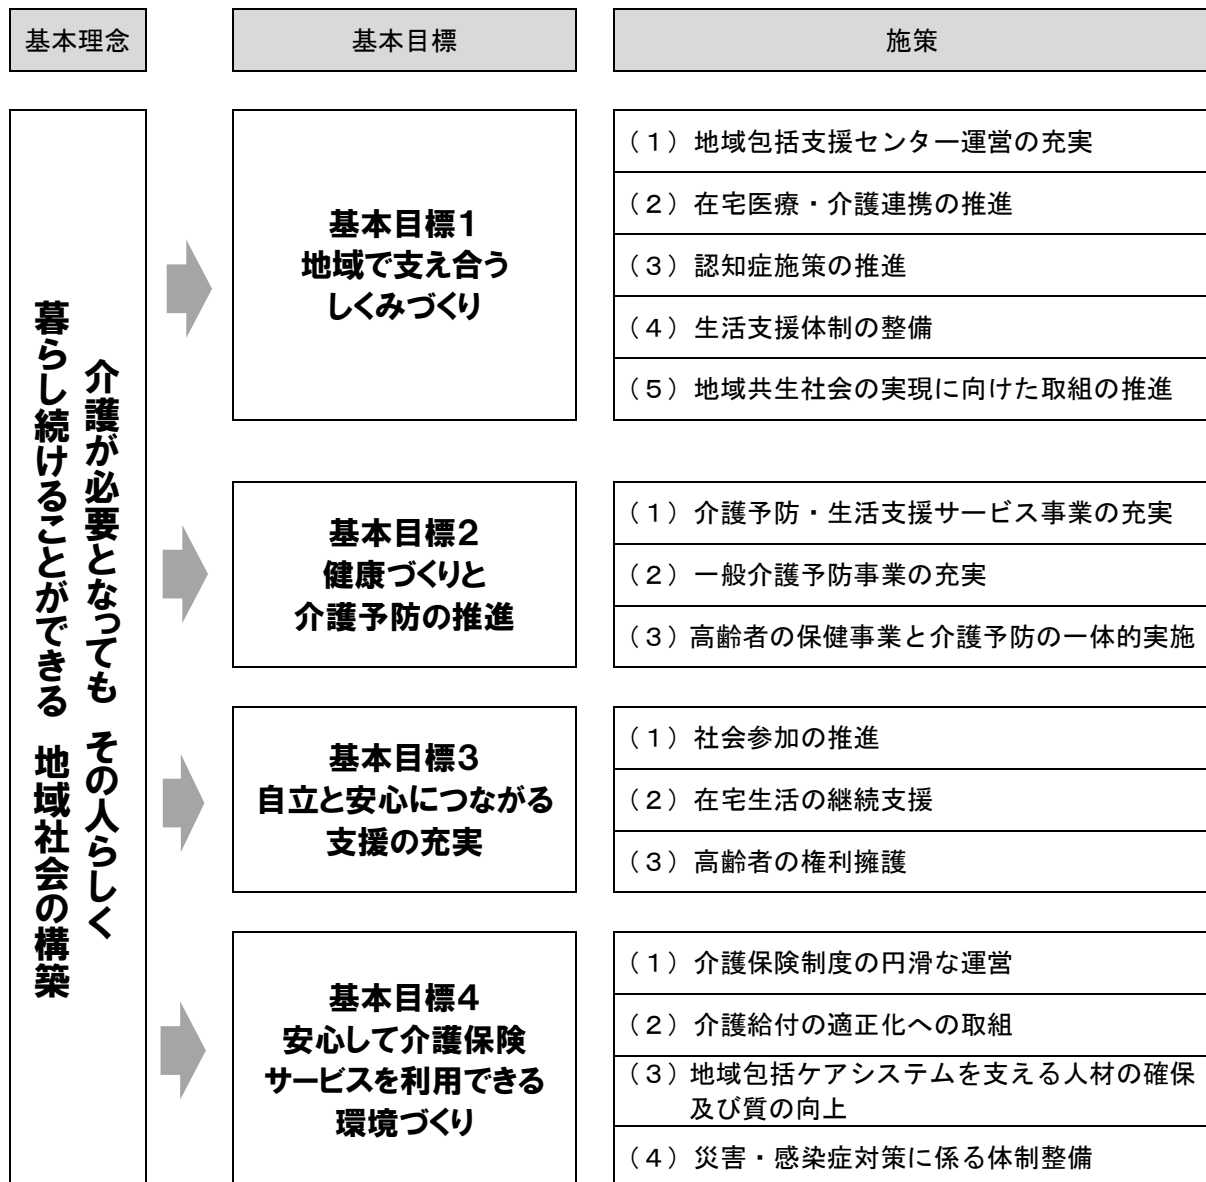 基本理念
基本目標
施策
介護が必要となっても その人らしく
暮らし続けることができる 地域社会の構築
基本目標1
地域で支え合う
しくみづくり
（１）地域包括支援センター運営の充実
（２）在宅医療・介護連携の推進
（３）認知症施策の推進
（４）生活支援体制の整備
（５）地域共生社会の実現に向けた取組の推進
基本目標2
健康づくりと
介護予防の推進
（１）介護予防・生活支援サービス事業の充実
（２）一般介護予防事業の充実
（３）高齢者の保健事業と介護予防の一体的実施
基本目標3
自立と安心につながる
支援の充実
（１）社会参加の推進
（２）在宅生活の継続支援
（３）高齢者の権利擁護
基本目標4
安心して介護保険
サービスを利用できる
環境づくり
（１）介護保険制度の円滑な運営
（２）介護給付の適正化への取組
（３）地域包括ケアシステムを支える人材の確保
及び質の向上
（４）災害・感染症対策に係る体制整備